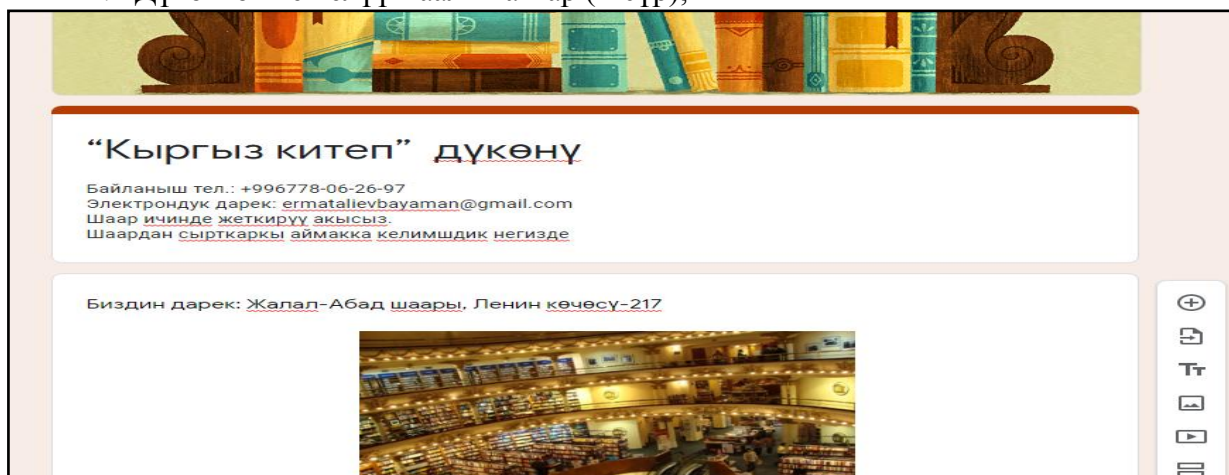 “Кыргыз китеп” дүкөнү
Байланыш тел.: +996778-06-26-97
Электрондук дарек: ermatalievbayaman@gmail.com
Шаар ичинде жеткирүү акысыз.
Шаардан сырткаркы аймакка келимшдик негизде
Биздин дарек: Жалал-Абад шаары, Ленин көчөсү-217
Тт